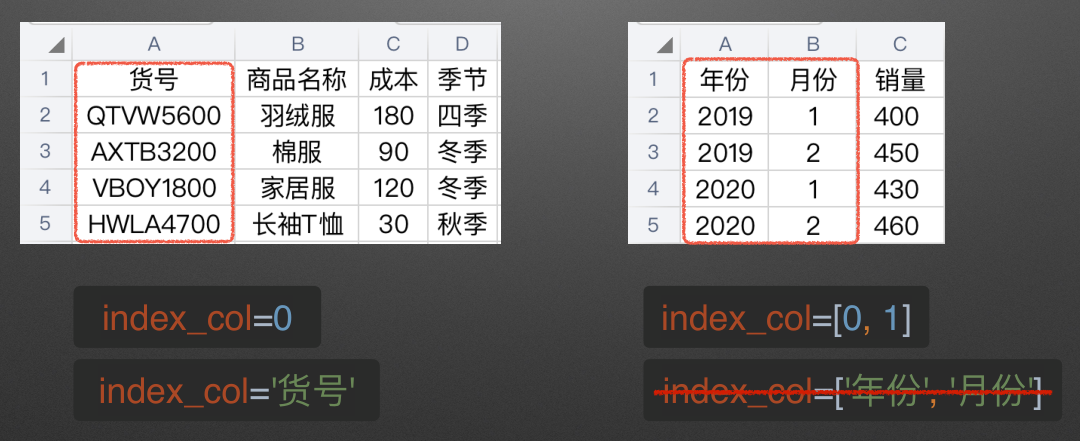 A B C D
1 货号 商品名称 成本 季节
2 QTVW5600 羽绒服 180 四季
3 AXTB3200 棉服 90 冬季
4 VBOY1800 家居服 120 冬季
5 HWLA4700 长袖T恤 30 秋季
index_col=0
index_col='货号'
A B C
1 年份 月份 销量
2 2019 1 400
3 2019 2 450
4 2020 1 430
5 2020 2 460
index_col=[0, 1]
index_col=['年份', '月份']